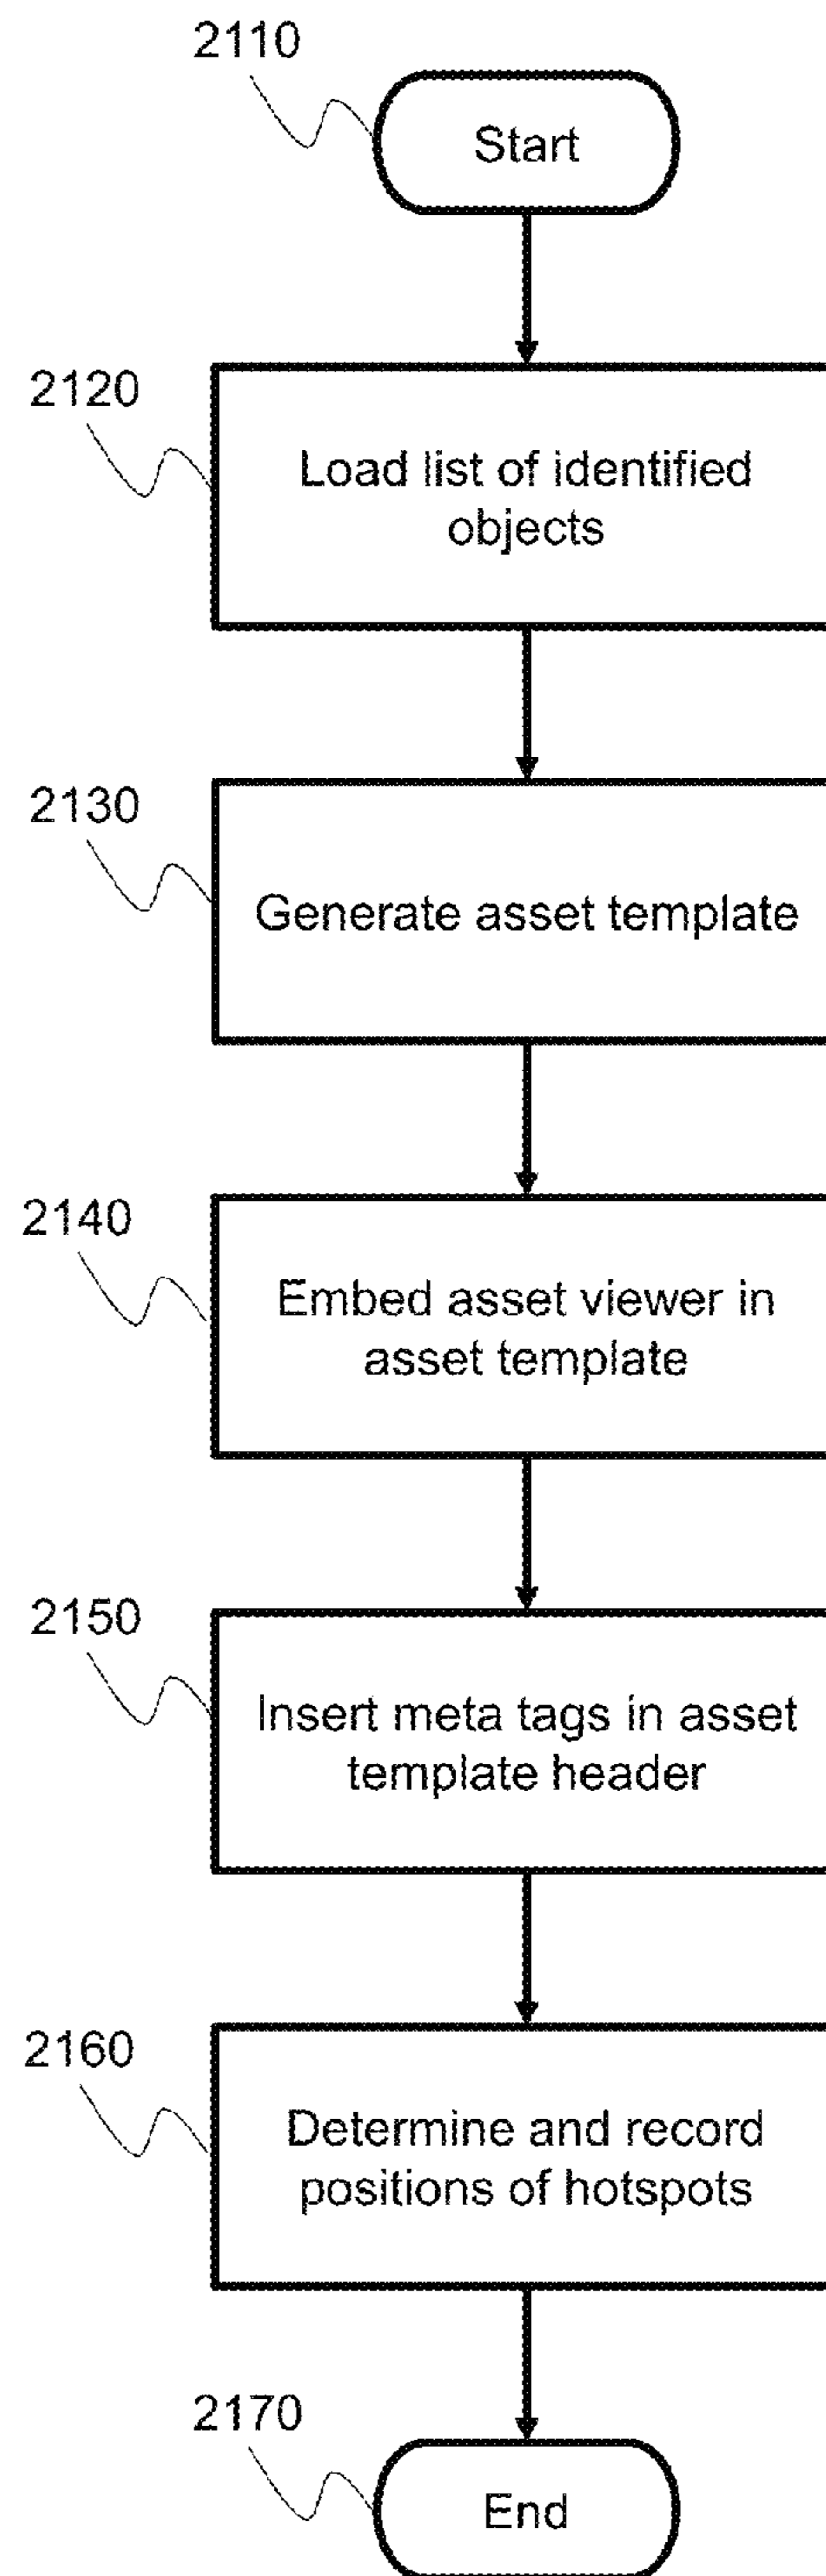 2110
Start
2120
Load list of identified
objects
2130
Generate asset template
2140
Embed asset viewer in
asset template
2150
Insert meta tags in asset
template header
2160
Determine and record
positions of hotspots
2170
End